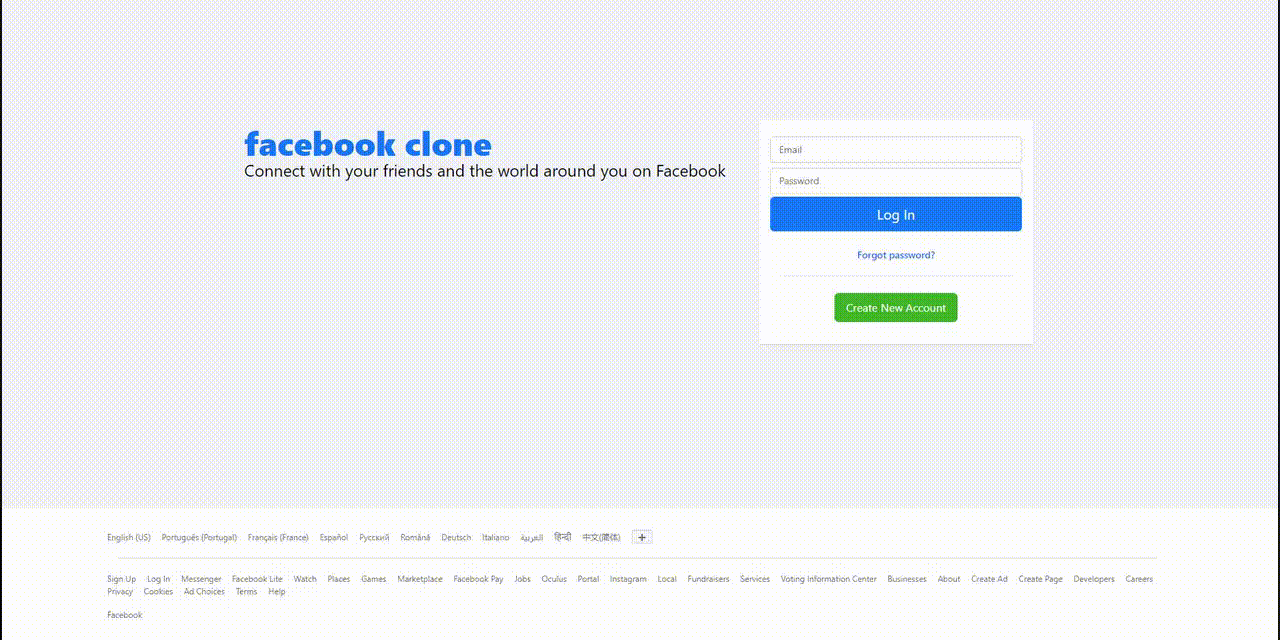 facebook clone
Connect with your friends and the world around you on Facebook
Email
Password
Log In
Forgot password?
Create New Account
English (US) Português (Portugal) Français (France) Español Русский Română Deutsch Italiano العربية हिन्दी 中文(简体) +
Sign Up Log In Messenger Facebook Lite Watch Places Games Marketplace Facebook Pay Jobs Oculus Portal Instagram Local Fundraisers Services Voting Information Center Businesses About Create Ad Create Page Developers Careers
Privacy Cookies Ad Choices Terms Help
Facebook